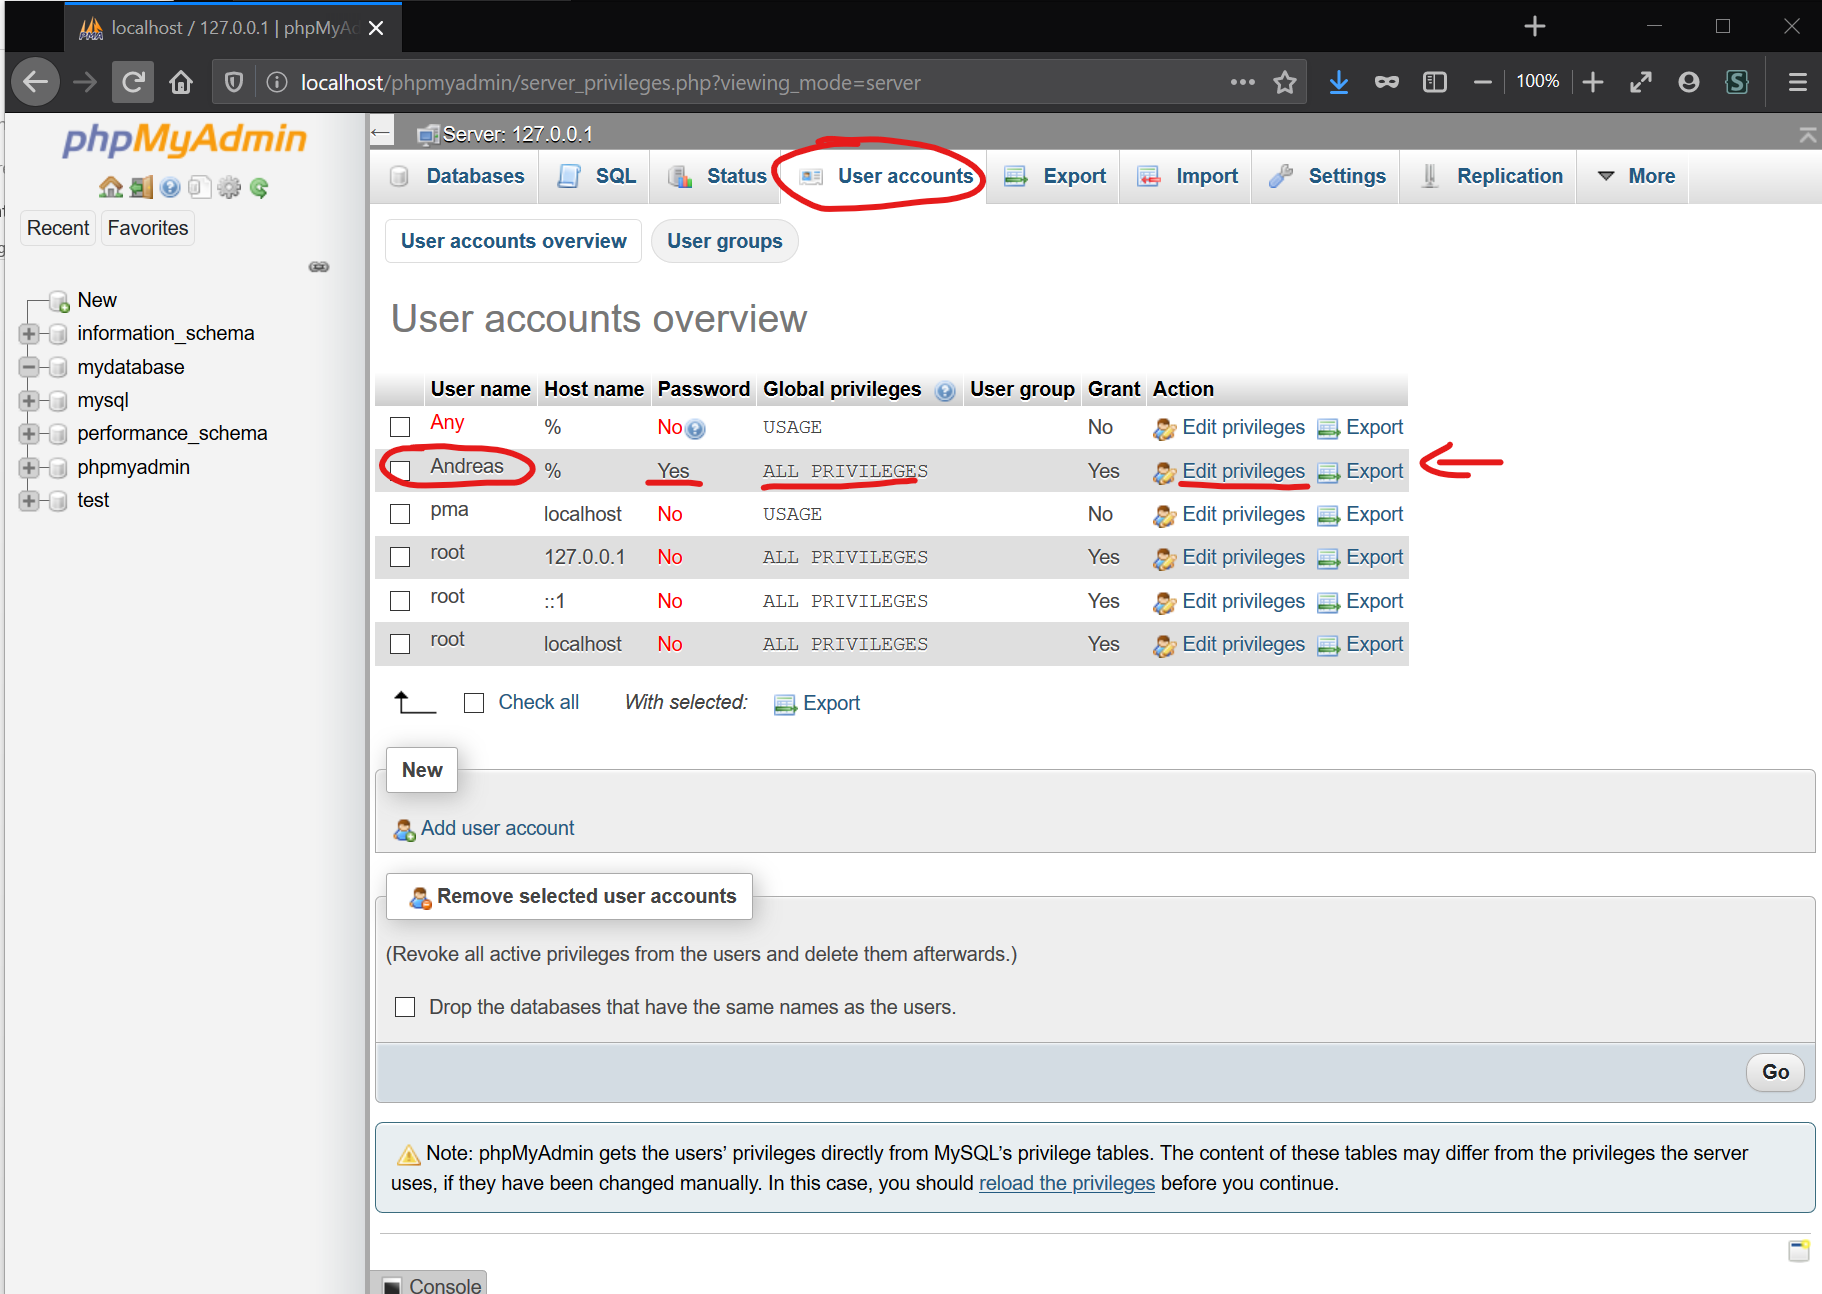 localhost / 127.0.0.1 | phpMyAd
localhost/phpmyadmin/server_privileges.php?viewing_mode=server
100%
phpMyAdmin
Recent
Favorites
New
information_schema
mydatabase
mysql
performance_schema
phpmyadmin
test
Server: 127.0.0.1
Databases SQL Status User accounts Export Import Settings Replication More
User accounts overview User groups
User accounts overview
User name Host name Password Global privileges User group Grant Action
Any % No USAGE No Edit privileges Export
Andreas % Yes ALL PRIVILEGES Yes Edit privileges Export
pma localhost No USAGE No Edit privileges Export
root 127.0.0.1 No ALL PRIVILEGES Yes Edit privileges Export
root ::1 No ALL PRIVILEGES Yes Edit privileges Export
root localhost No ALL PRIVILEGES Yes Edit privileges Export
Check all With selected: Export
New
Add user account
Remove selected user accounts
(Revoke all active privileges from the users and delete them afterwards.)
Drop the databases that have the same names as the users.
Go
Note: phpMyAdmin gets the users’ privileges directly from MySQL’s privilege tables. The content of these tables may differ from the privileges the server
uses, if they have been changed manually. In this case, you should reload the privileges before you continue.
Console